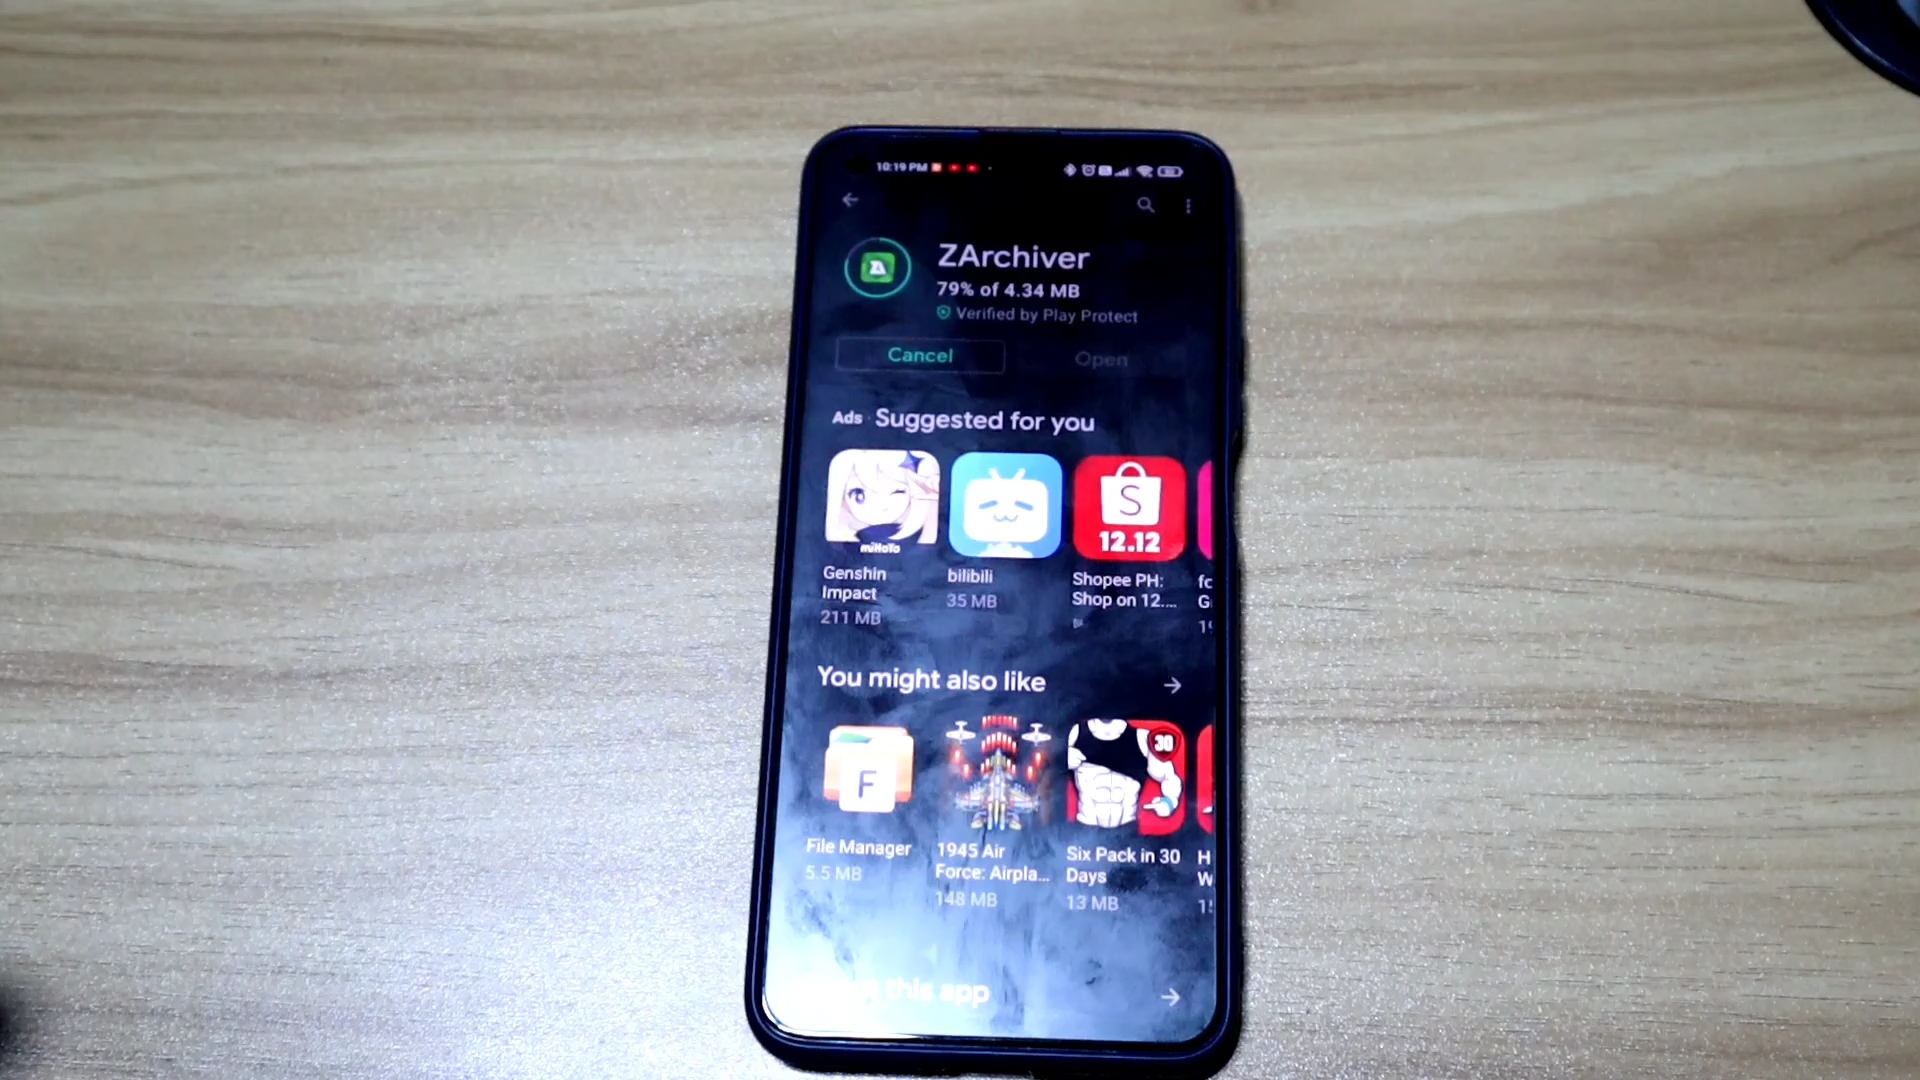 10:19 PM
ZArchiver
79% of 4.34 MB
Verified by Play Protect
Cancel
Open
Ads · Suggested for you
miHoYo
S
12.12
Genshin
Impact
211 MB
bilibili
35 MB
Shopee PH:
Shop on 12....
fc
G
You might also like
F
30
File Manager
5.5 MB
1945 Air
Force: Airpla...
148 MB
Six Pack in 30
Days
13 MB
H
W
this app